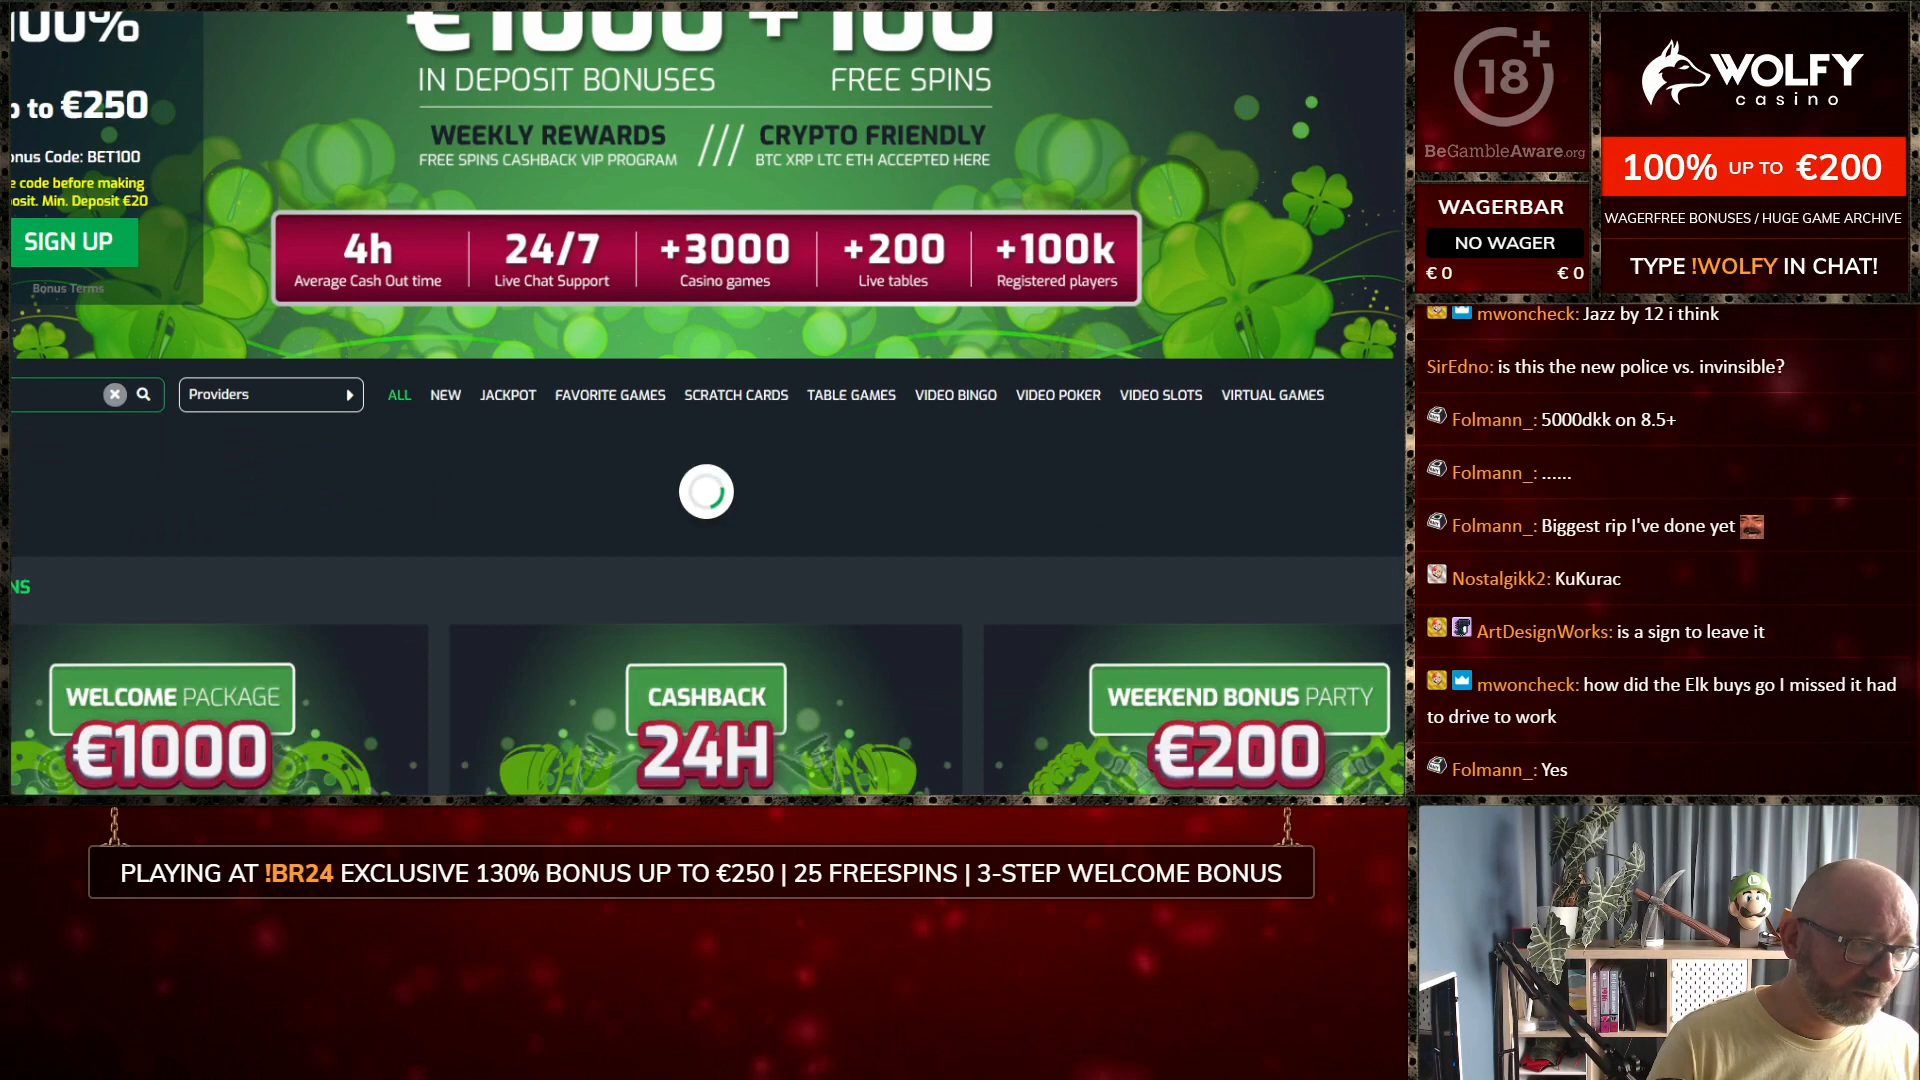 100%
to €250
Bonus Code: BET100
code before making
Min. Deposit €20
SIGN UP
Bonus Terms
€1000 + 100
IN DEPOSIT BONUSES
FREE SPINS
WEEKLY REWARDS /// CRYPTO FRIENDLY
FREE SPINS CASHBACK VIP PROGRAM
BTC XRP LTC ETH ACCEPTED HERE
4h
Average Cash Out time
24/7
Live Chat Support
+3000
Casino games
+200
Live tables
+100k
Registered players
Providers
ALL NEW JACKPOT FAVORITE GAMES SCRATCH CARDS TABLE GAMES VIDEO BINGO VIDEO POKER VIDEO SLOTS VIRTUAL GAMES
NS
WELCOME PACKAGE
€1000
CASHBACK
24H
WEEKEND BONUS PARTY
€200
PLAYING AT !BR24 EXCLUSIVE 130% BONUS UP TO €250 | 25 FREESPINS | 3-STEP WELCOME BONUS
18+
BeGambleAware.org
WAGERBAR
NO WAGER
€ 0 € 0
WOLFY
casino
100% UP TO €200
WAGERFREE BONUSES / HUGE GAME ARCHIVE
TYPE !WOLFY IN CHAT!
mwoncheck: Jazz by 12 i think
SirEdno: is this the new police vs. invinsible?
Folmann_: 5000dkk on 8.5+
Folmann_: ......
Folmann_: Biggest rip I've done yet
Nostalgikk2: KuKurac
ArtDesignWorks: is a sign to leave it
mwoncheck: how did the Elk buys go I missed it had
to drive to work
Folmann_: Yes
L